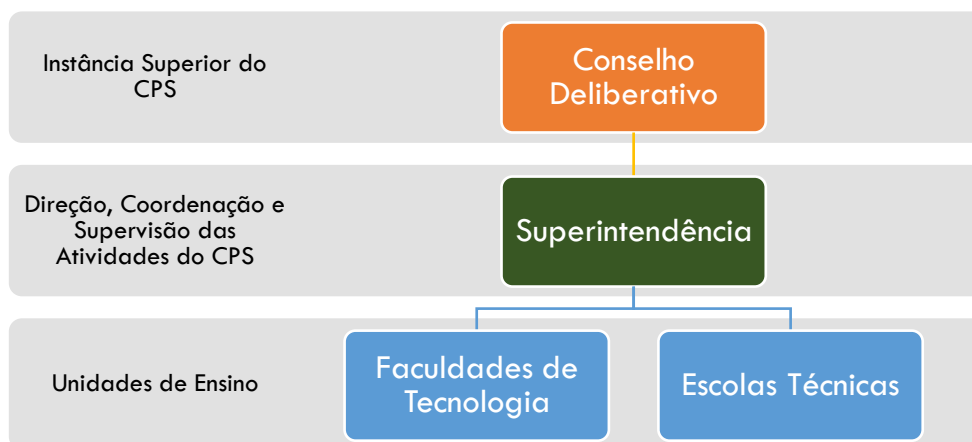 Instância Superior do
CPS
Conselho
Deliberativo
Direção, Coordenação e
Supervisão das
Atividades do CPS
Superintendência
Unidades de Ensino
Faculdades de
Tecnologia
Escolas Técnicas